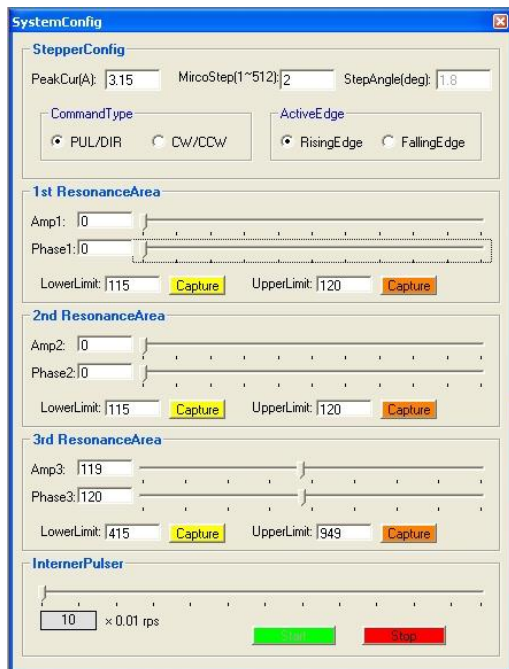 SystemConfig
StepperConfig
PeakCur(A): 3.15 MircoStep(1~512): 2 StepAngle(deg): 1.8
CommandType ActiveEdge
PUL/DIR CW/CCW RisingEdge FallingEdge
1st ResonanceArea
Amp1: 0
Phase1: 0
LowerLimit: 115 Capture UpperLimit: 120 Capture
2nd ResonanceArea
Amp2: 0
Phase2: 0
LowerLimit: 115 Capture UpperLimit: 120 Capture
3rd ResonanceArea
Amp3: 119
Phase3: 120
LowerLimit: 415 Capture UpperLimit: 949 Capture
InternerPulser
10 × 0.01 rps
Start Stop